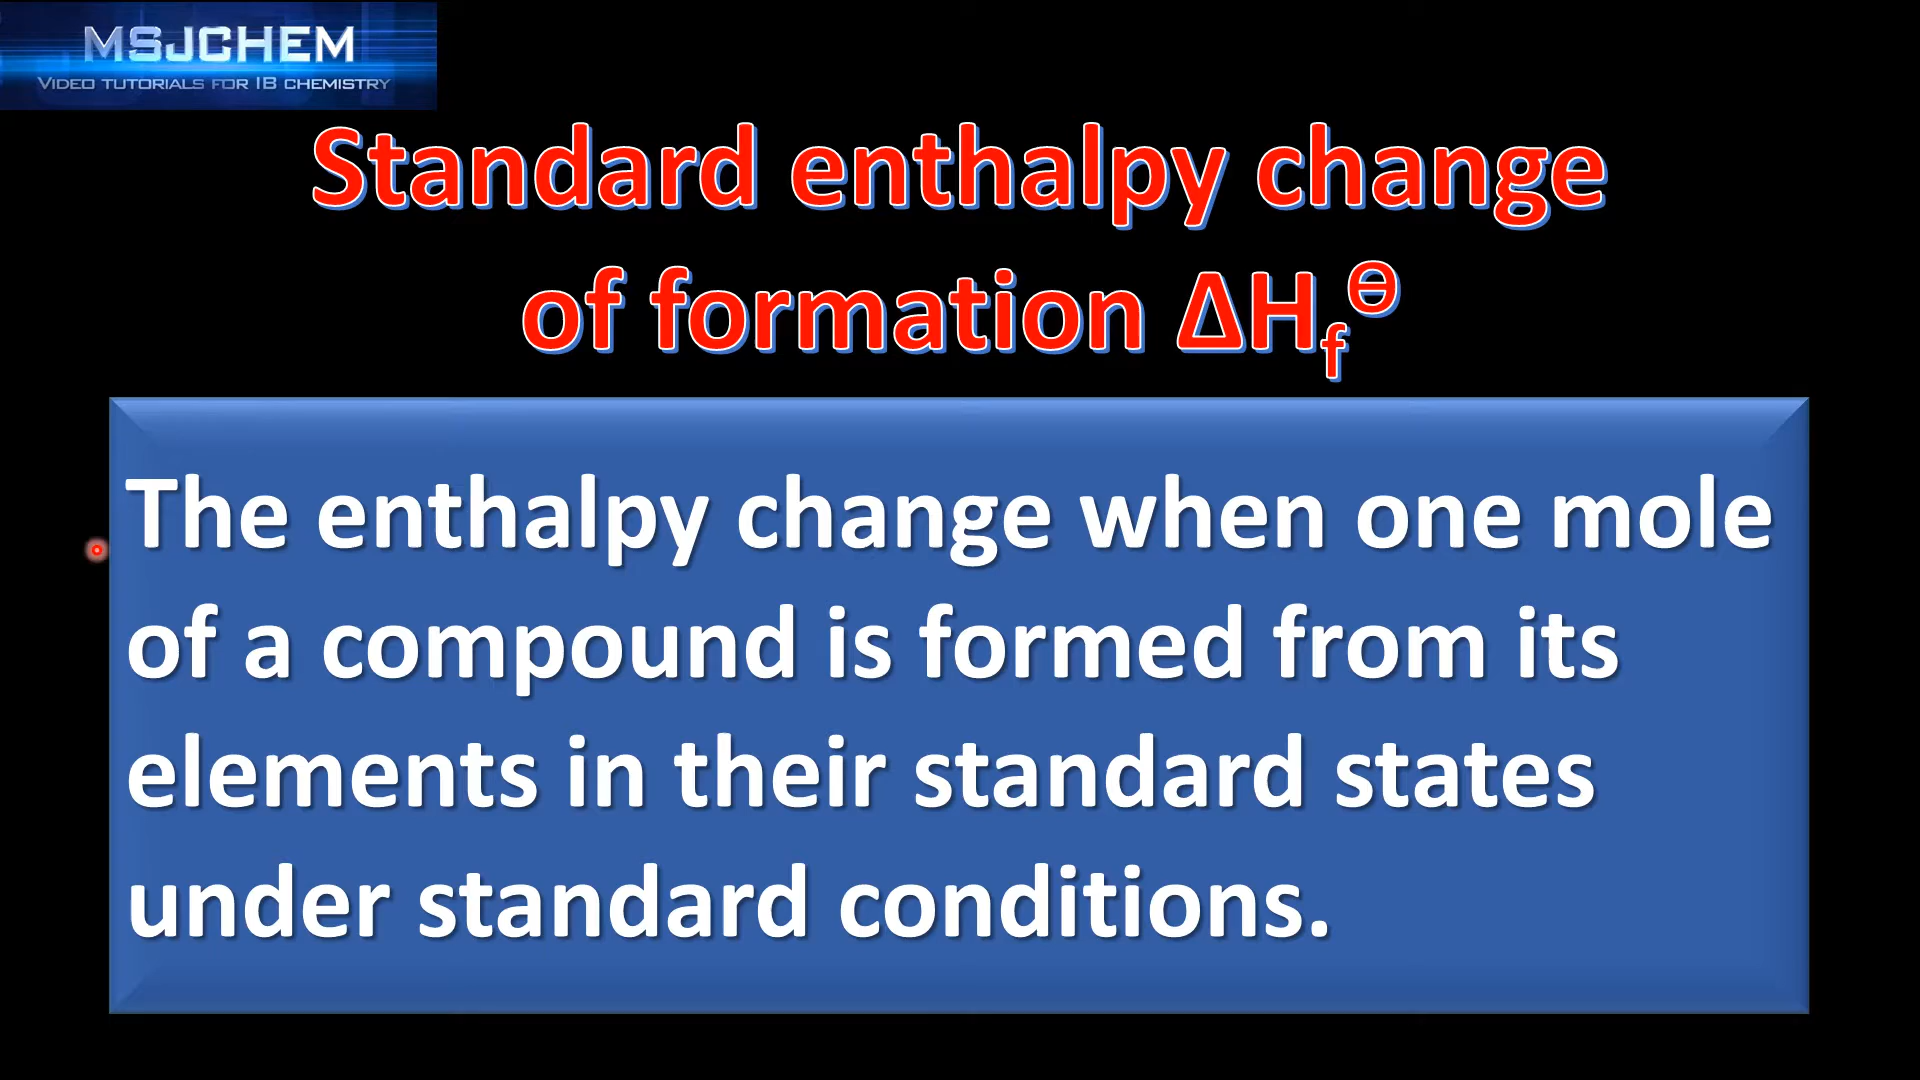 MSJCHEM
VIDEO TUTORIALS FOR IB CHEMISTRY
Standard enthalpy change
of formation ΔHfϴ
The enthalpy change when one mole
of a compound is formed from its
elements in their standard states
under standard conditions.